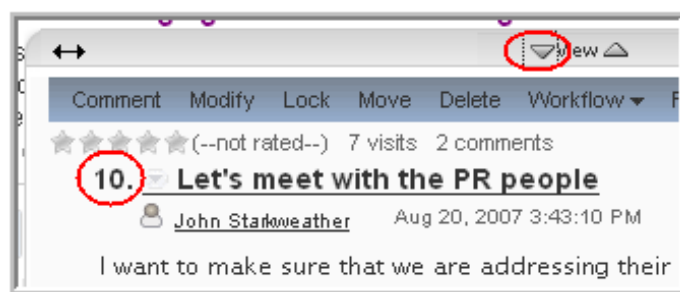 View
Comment Modify Lock Move Delete Workflow
(--not rated--) 7 visits 2 comments
10. Let's meet with the PR people
John Starkweather Aug 20, 2007 3:43:10 PM
I want to make sure that we are addressing their